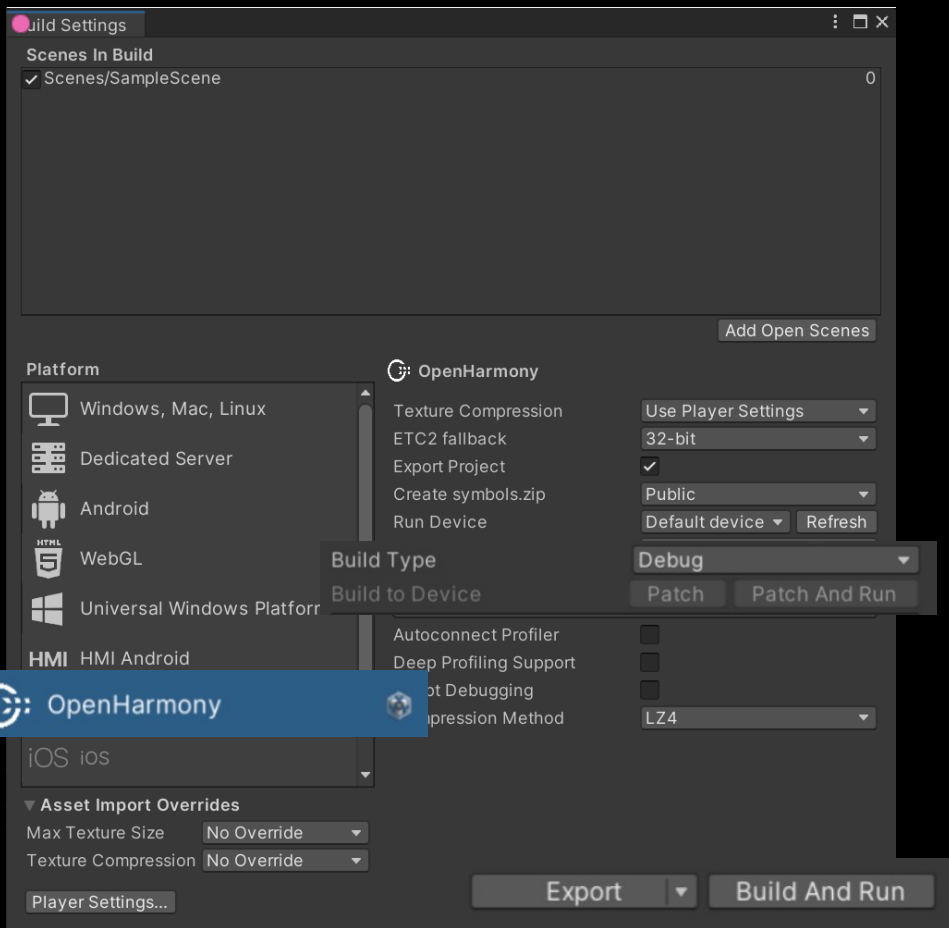 uild Settings
Scenes In Build
Scenes/SampleScene 0
Add Open Scenes
Platform
Windows, Mac, Linux
Dedicated Server
Android
HTML
5
WebGL
Universal Windows Platfor
HMI HMI Android
OpenHarmony
iOS iOS
OpenHarmony
Texture Compression Use Player Settings
ETC2 fallback 32-bit
Export Project
Create symbols.zip Public
Run Device Default device Refresh
Build Type Debug
Build to Device Patch Patch And Run
Autoconnect Profiler
Deep Profiling Support
pt Debugging
mpression Method LZ4
Asset Import Overrides
Max Texture Size No Override
Texture Compression No Override
Player Settings... Export Build And Run